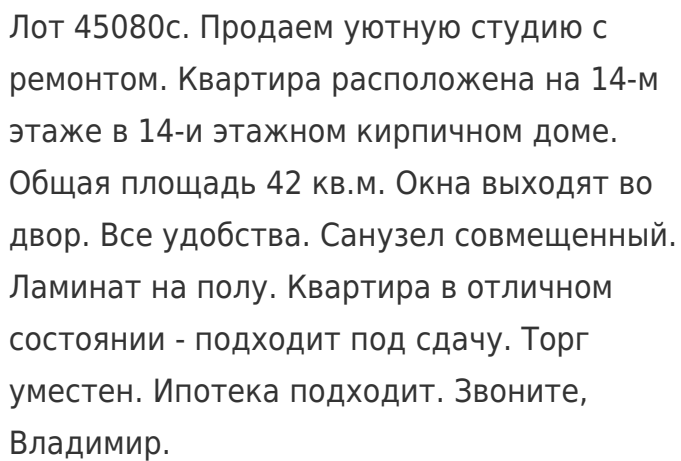 Лот 45080с. Продаем уютную студию с
ремонтом. Квартира расположена на 14-м
этаже в 14-и этажном кирпичном доме.
Общая площадь 42 кв.м. Окна выходят во
двор. Все удобства. Санузел совмещенный.
Ламинат на полу. Квартира в отличном
состоянии - подходит под сдачу. Торг
уместен. Ипотека подходит. Звоните,
Владимир.